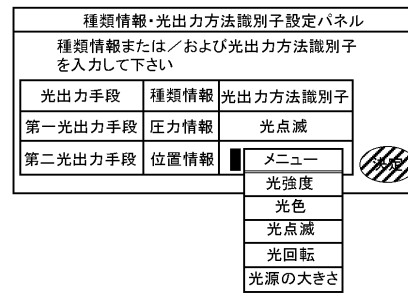 種類情報・光出力方法識別子設定パネル
種類情報または／および光出力方法識別子
を入力して下さい
光出力手段 種類情報 光出力方法識別子
第一光出力手段 圧力情報 光点滅
第二光出力手段 位置情報 メニュー 決定
光強度
光色
光点滅
光回転
光源の大きさ